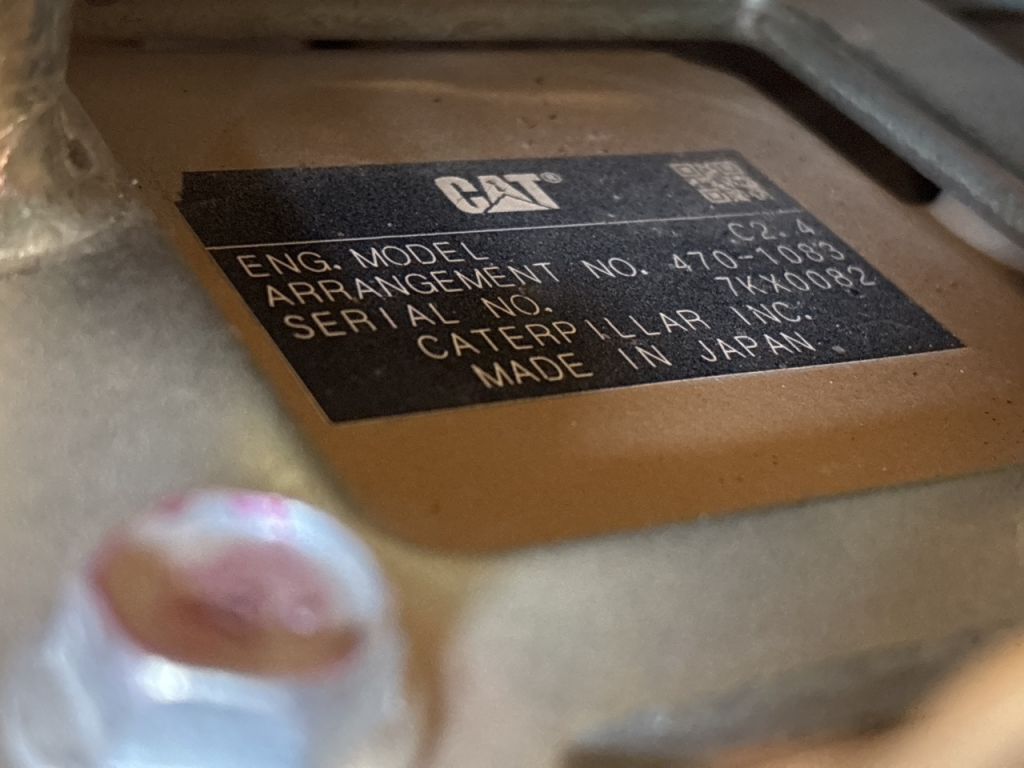 CAT®
ENG. MODEL C2.4
ARRANGEMENT NO. 470-1083
SERIAL NO. 7KX0082
CATERPILLAR INC.
MADE IN JAPAN